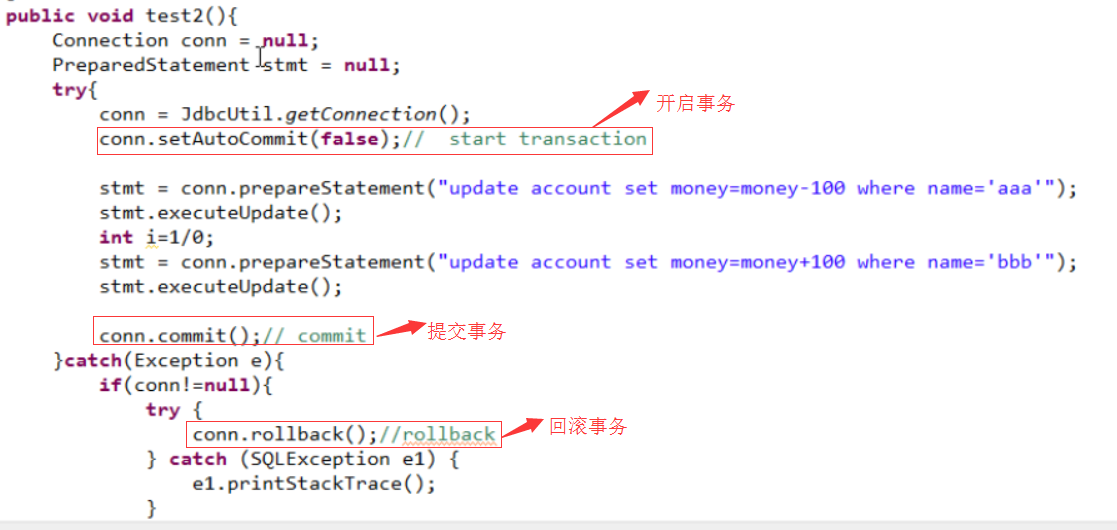 public void test2(){
Connection conn = null;
PreparedStatement stmt = null;
try{
conn = JdbcUtil.getConnection();
开启事务
conn.setAutoCommit(false);//  start transaction
stmt = conn.prepareStatement("update account set money=money-100 where name='aaa'");
stmt.executeUpdate();
int i=1/0;
stmt = conn.prepareStatement("update account set money=money+100 where name='bbb'");
stmt.executeUpdate();
conn.commit();// commit
提交事务
}catch(Exception e){
if(conn!=null){
try {
conn.rollback();//rollback
回滚事务
} catch (SQLException e1) {
e1.printStackTrace();
}